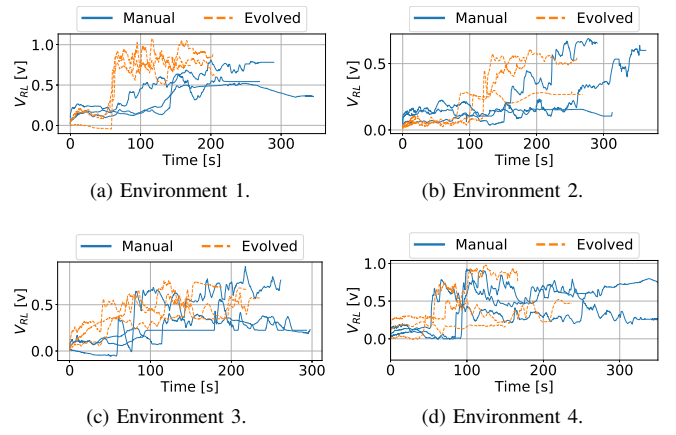 Manual Evolved
Manual Evolved
1.0
0.5
0.0
V_RL [v]
0 100 200 300
Time [s]
0.5
0.0
V_RL [v]
0 100 200 300
Time [s]
(a) Environment 1.
(b) Environment 2.
Manual Evolved
Manual Evolved
0.5
0.0
V_RL [v]
0 100 200 300
Time [s]
1.0
0.5
0.0
V_RL [v]
0 100 200 300
Time [s]
(c) Environment 3.
(d) Environment 4.